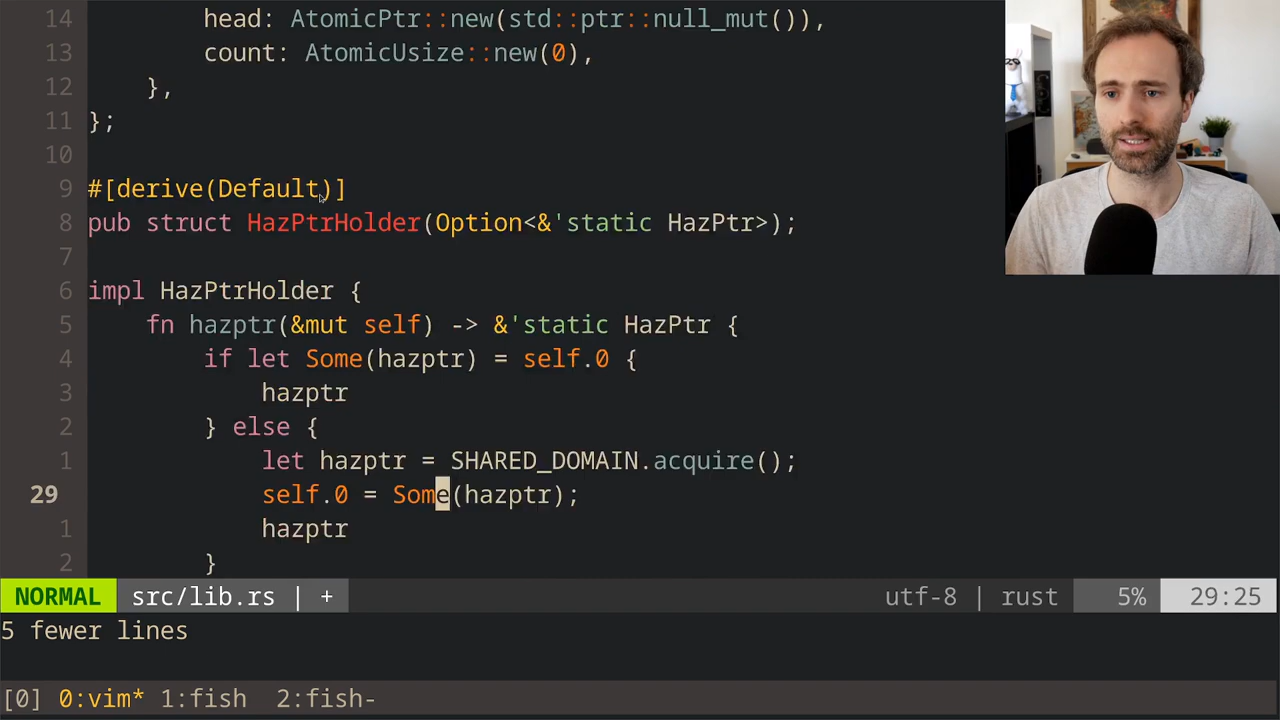 14 head: AtomicPtr::new(std::ptr::null_mut()),
13 count: AtomicUsize::new(0),
12 },
11 };
10
9 #[derive(Default)]
8 pub struct HazPtrHolder(Option<&'static HazPtr>);
7
6 impl HazPtrHolder {
5 fn hazptr(&mut self) -> &'static HazPtr {
4 if let Some(hazptr) = self.0 {
3 hazptr
2 } else {
1 let hazptr = SHARED_DOMAIN.acquire();
29 self.0 = Some(hazptr);
1 hazptr
2 }
NORMAL src/lib.rs | + utf-8 | rust 5% 29:25
5 fewer lines
[0] 0:vim* 1:fish 2:fish-